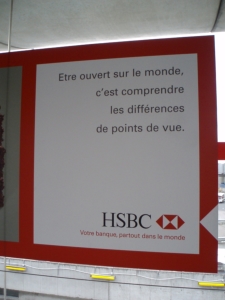 Etre ouvert sur le monde,
c'est comprendre
les différences
de points de vue.
HSBC
Votre banque, partout dans le monde